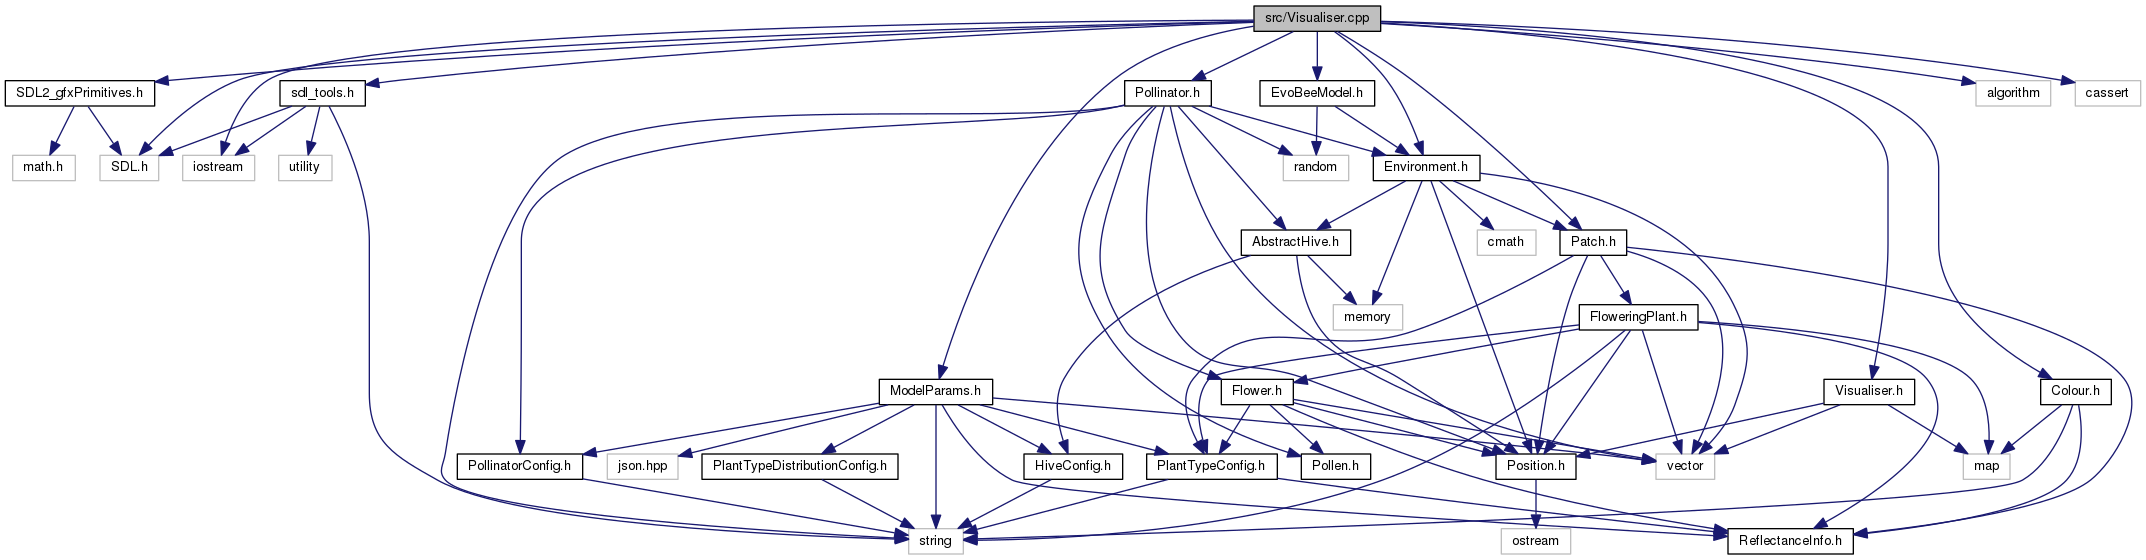 src/Visualiser.cpp
SDL2_gfxPrimitives.h
sdl_tools.h
Pollinator.h
EvoBeeModel.h
algorithm
cassert
math.h
SDL.h
iostream
utility
random
Environment.h
AbstractHive.h
cmath
Patch.h
memory
FloweringPlant.h
ModelParams.h
Flower.h
Visualiser.h
Colour.h
PollinatorConfig.h
json.hpp
PlantTypeDistributionConfig.h
HiveConfig.h
PlantTypeConfig.h
Pollen.h
Position.h
vector
map
string
ostream
ReflectanceInfo.h